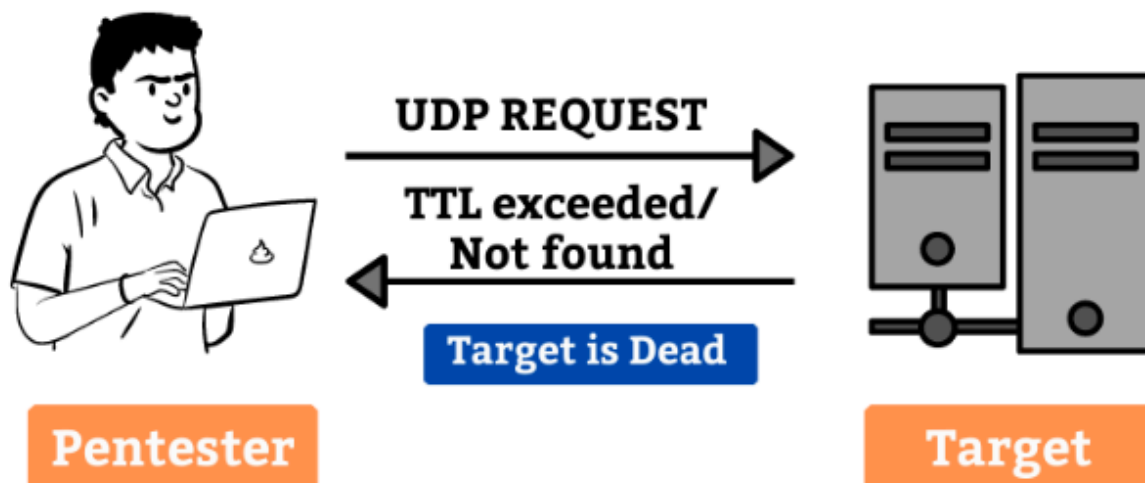 UDP REQUEST
TTL exceeded/
Not found
Target is Dead
Pentester
Target